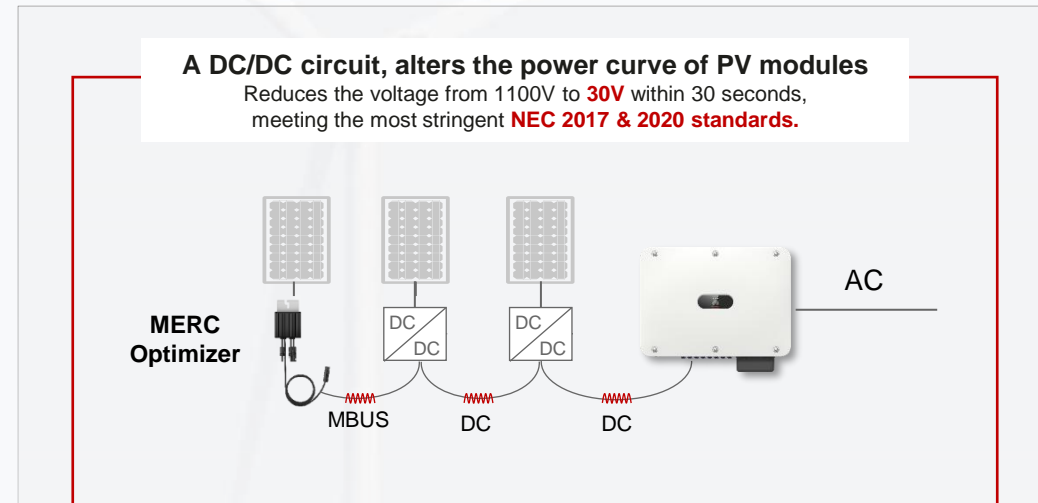 A DC/DC circuit, alters the power curve of PV modules
Reduces the voltage from 1100V to 30V within 30 seconds,
meeting the most stringent NEC 2017 & 2020 standards.
AC
MERC
Optimizer
DC
DC
DC
DC
MBUS
DC
DC